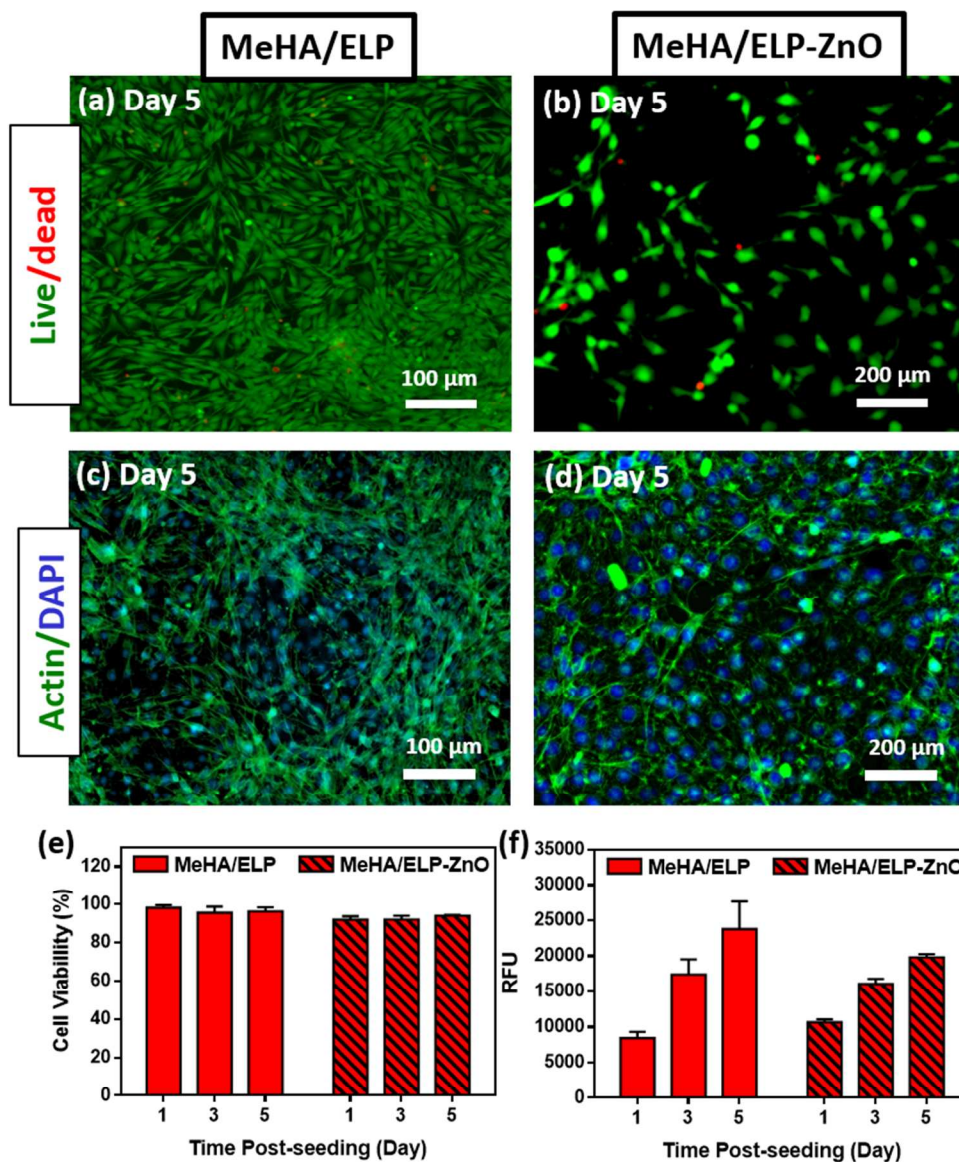 MeHA/ELP
MeHA/ELP-ZnO
Live/dead
(a) Day 5
100 µm
(b) Day 5
200 µm
Actin/DAPI
(c) Day 5
100 µm
(d) Day 5
200 µm
(e)
MeHA/ELP
MeHA/ELP-ZnO
Cell Viabillity (%)
120
100
80
60
40
20
0
1 3 5 1 3 5
Time Post-seeding (Day)
(f)
MeHA/ELP
MeHA/ELP-ZnO
RFU
35000
30000
25000
20000
15000
10000
5000
0
1 3 5 1 3 5
Time Post-seeding (Day)